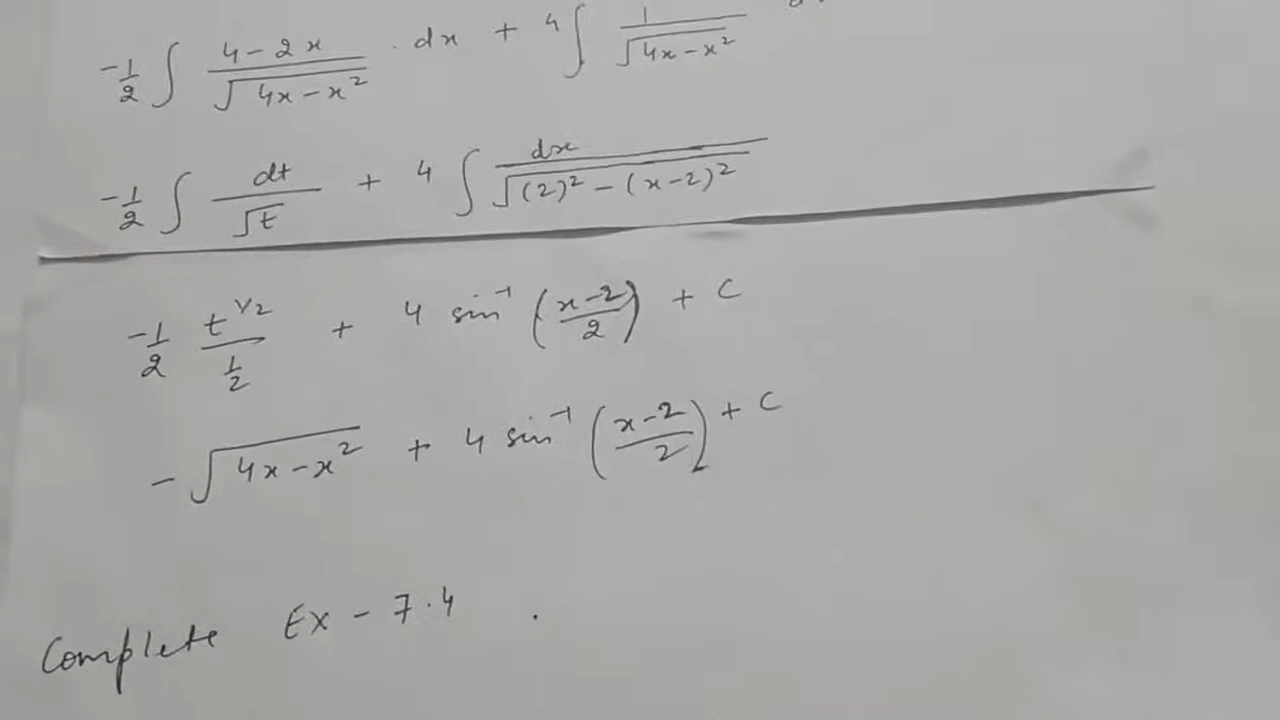 -1/2 ∫ 4-2x/√(4x-x²) . dx + 4 ∫ 1/√(4x-x²)
-1/2 ∫ dt/√t + 4 ∫ dx/√((2)²-(x-2)²)
-1/2 t^(1/2)/(1/2) + 4 sin⁻¹ (x-2/2) + C
-√(4x-x²) + 4 sin⁻¹ (x-2/2) + C
Complete Ex-7.4 .